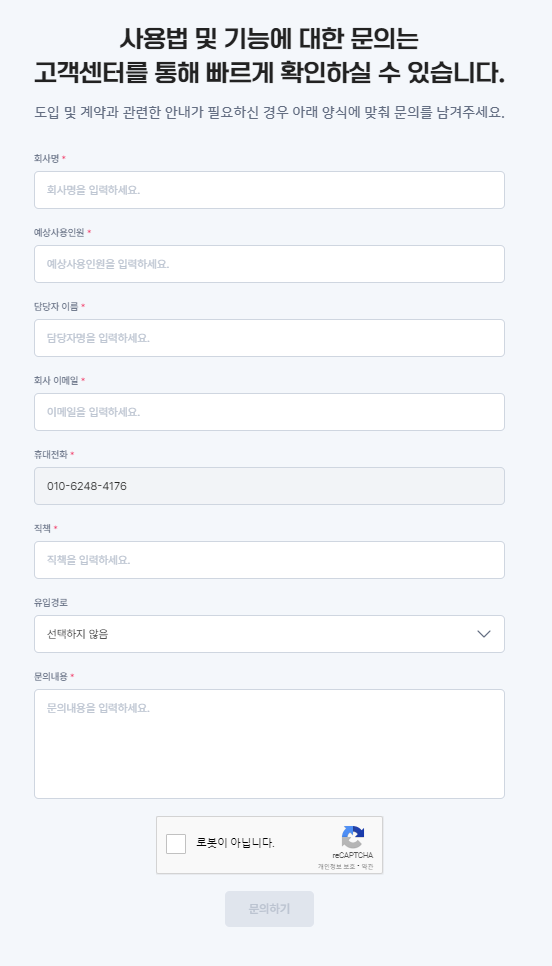 사용법 및 기능에 대한 문의는
고객센터를 통해 빠르게 확인하실 수 있습니다.
도입 및 계약과 관련한 안내가 필요하신 경우 아래 양식에 맞춰 문의를 남겨주세요.
회사명 *
회사명을 입력하세요.
예상사용인원 *
예상사용인원을 입력하세요.
담당자 이름 *
담당자명을 입력하세요.
회사 이메일 *
이메일을 입력하세요.
휴대전화 *
010-6248-4176
직책 *
직책을 입력하세요.
유입경로
선택하지 않음
문의내용 *
문의내용을 입력하세요.
로봇이 아닙니다.
reCAPTCHA
개인정보 보호 - 약관
문의하기